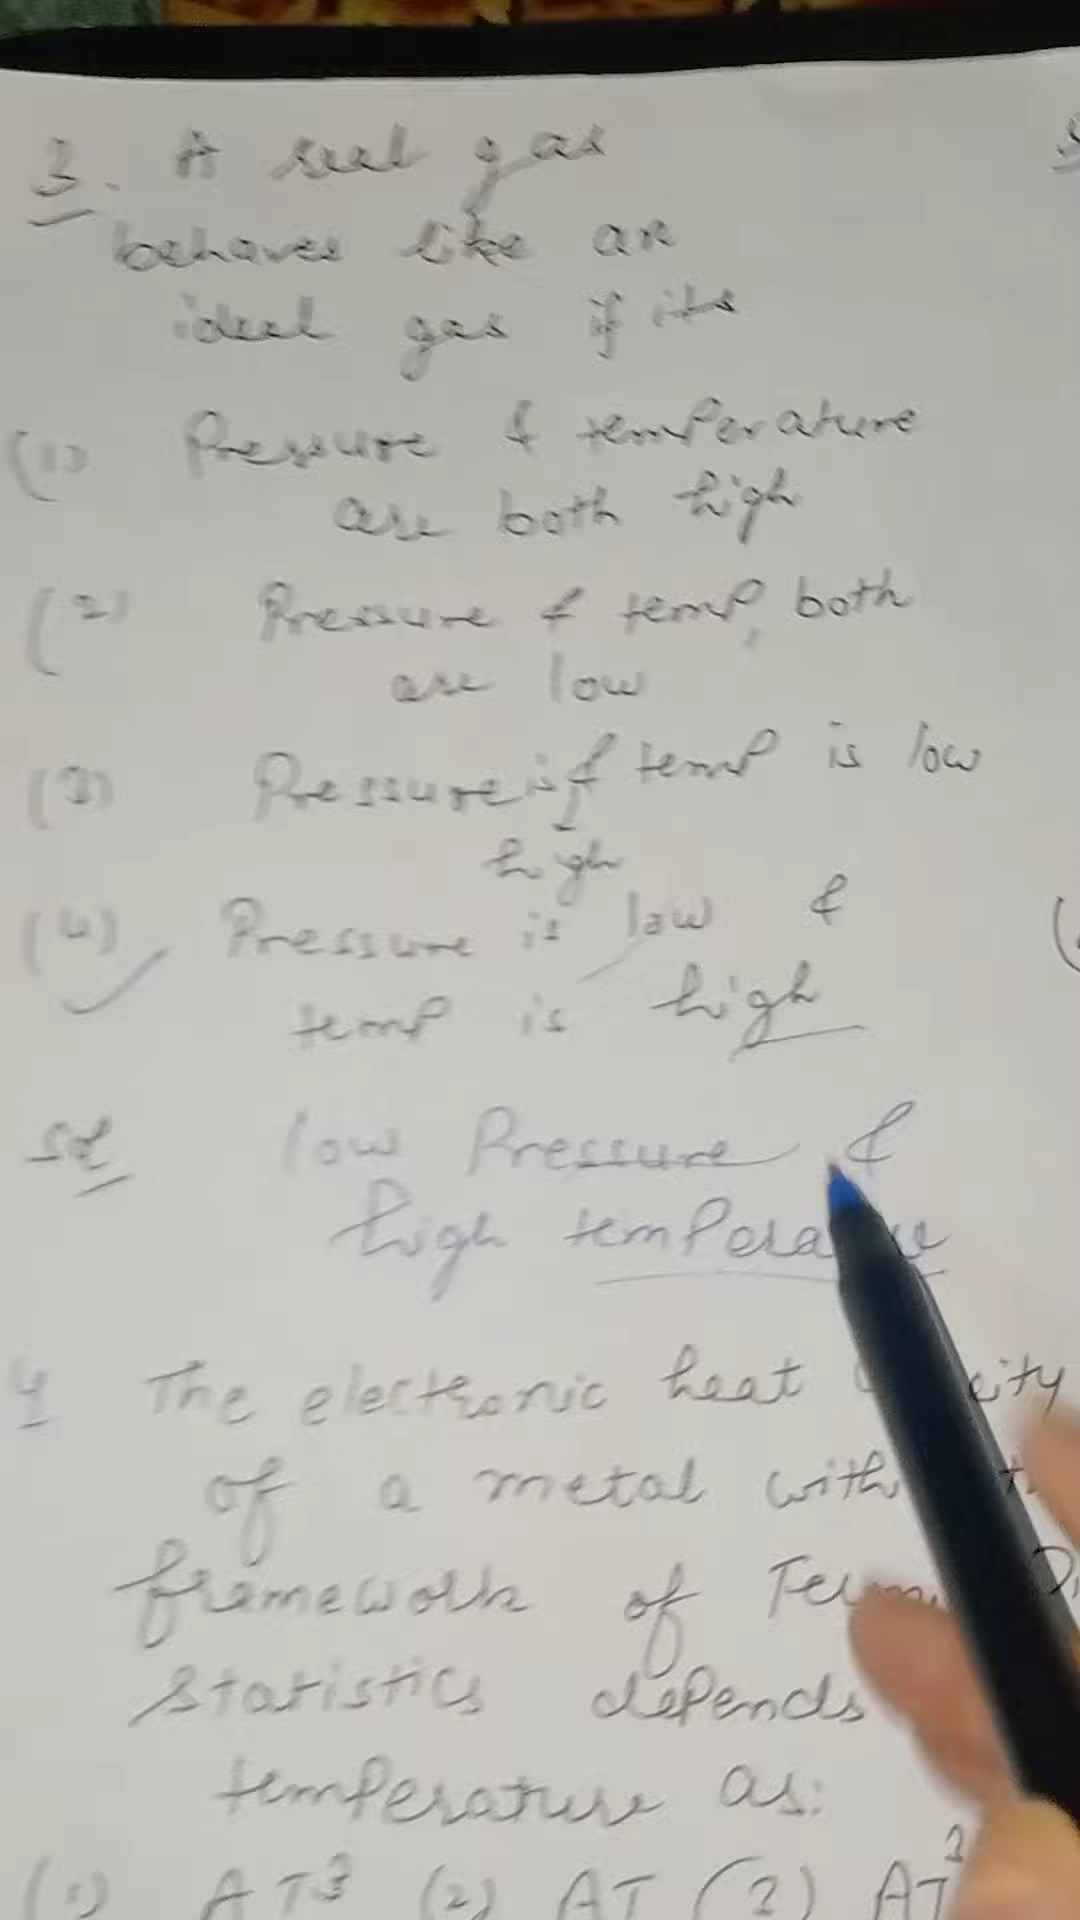 3. A real gas
behaves like an
ideal gas if its
(1) Pressure & temperature
are both high
(2) Pressure & temp, both
are low
(3) Pressure is & temp is low
high
(4) Pressure is low &
temp is high
Sol low Pressure &
high temperature
4 The electronic heat
of a metal with
framework of
statistics depends
temperature as:
(1) AT³ (2) AT (3) AT